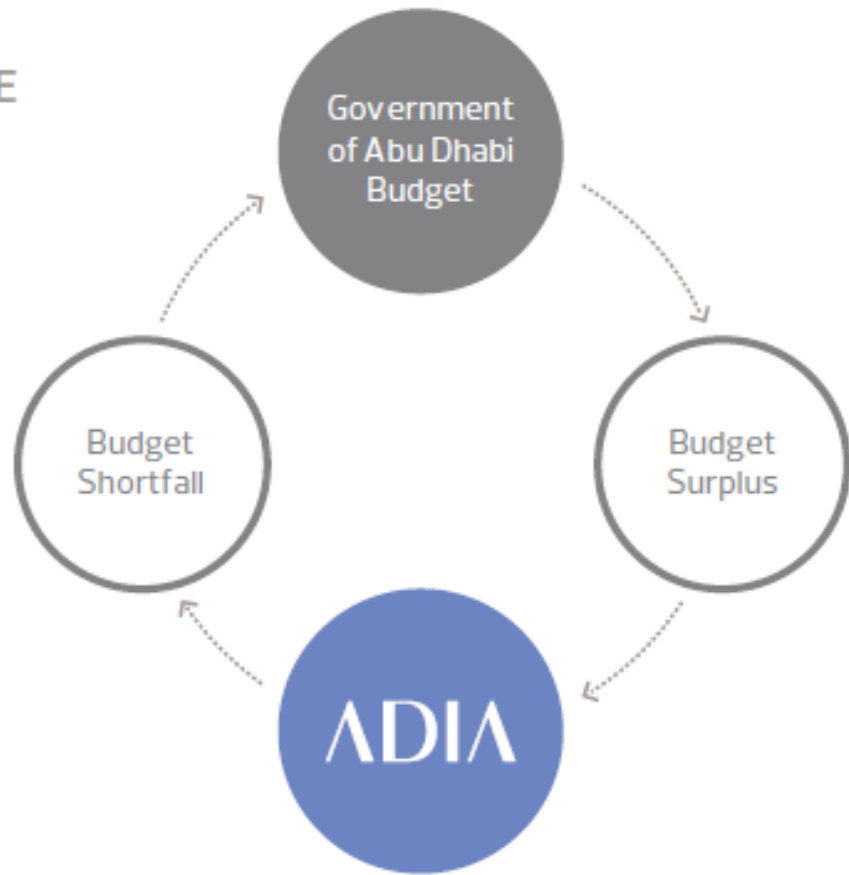 E
Government
of Abu Dhabi
Budget
Budget
Shortfall
Budget
Surplus
ADIA